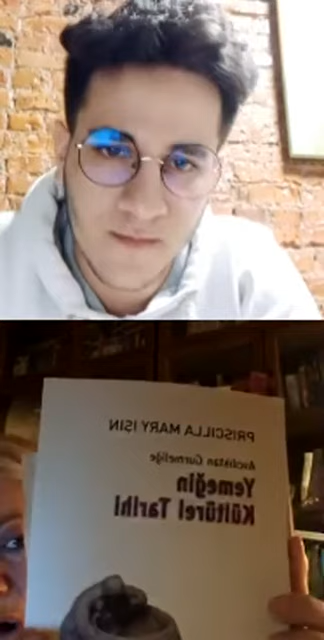 PRISCILLA MARY IŞIN
Avcılıktan Gurmeliğe
Yemeğin
Kültürel Tarihi